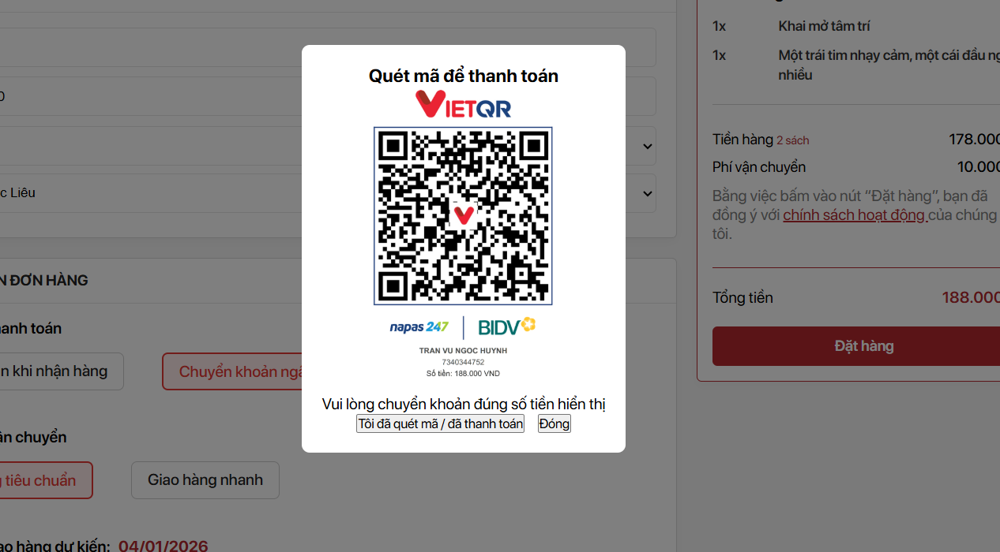 0
c Liêu
N ĐƠN HÀNG
anh toán
n khi nhận hàng
Chuyển khoản ngâ
ận chuyển
g tiêu chuẩn
Giao hàng nhanh
ao hàng dự kiến: 04/01/2026
Quét mã để thanh toán
VIETQR
napas 247
BIDV
TRAN VU NGOC HUYNH
7340344752
Số tiền: 188.000 VND
Vui lòng chuyển khoản đúng số tiền hiển thị
Tôi đã quét mã / đã thanh toán
Đóng
1x Khai mở tâm trí
1x Một trái tim nhạy cảm, một cái đầu ng
nhiều
Tiền hàng 2 sách 178.000
Phí vận chuyển 10.000
Bằng việc bấm vào nút “Đặt hàng”, bạn đã
đồng ý với chính sách hoạt động của chúng
tôi.
Tổng tiền 188.000
Đặt hàng